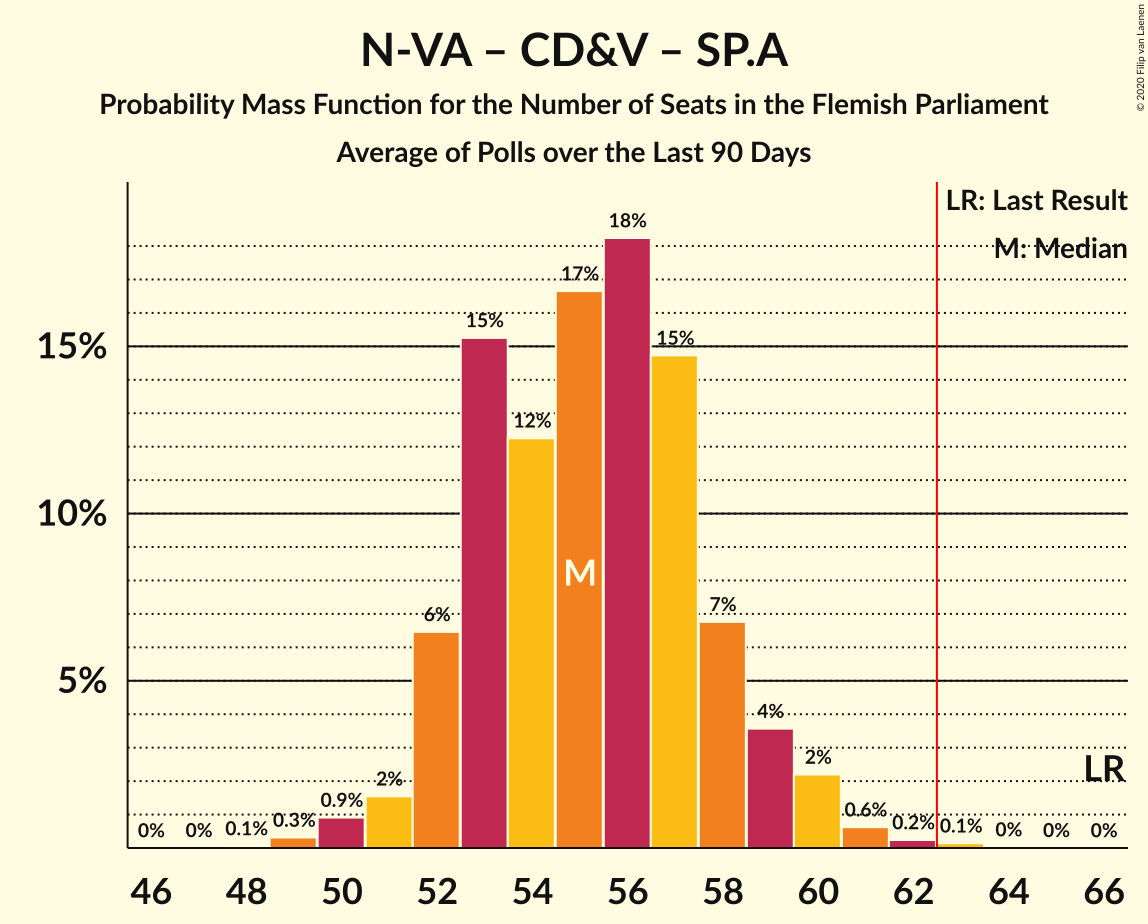 N-VA – CD&V – SP.A
Probability Mass Function for the Number of Seats in the Flemish Parliament
Average of Polls over the Last 90 Days
© 2020 Filip van Laenen
LR: Last Result
M: Median
18%
17%
15%
15%
15%
12%
10%
M
7%
6%
5%
4%
2%
2%
LR
0.9%
0.6%
0% 0% 0.1% 0.3% 0.2% 0.1% 0% 0% 0%
46 48 50 52 54 56 58 60 62 64 66